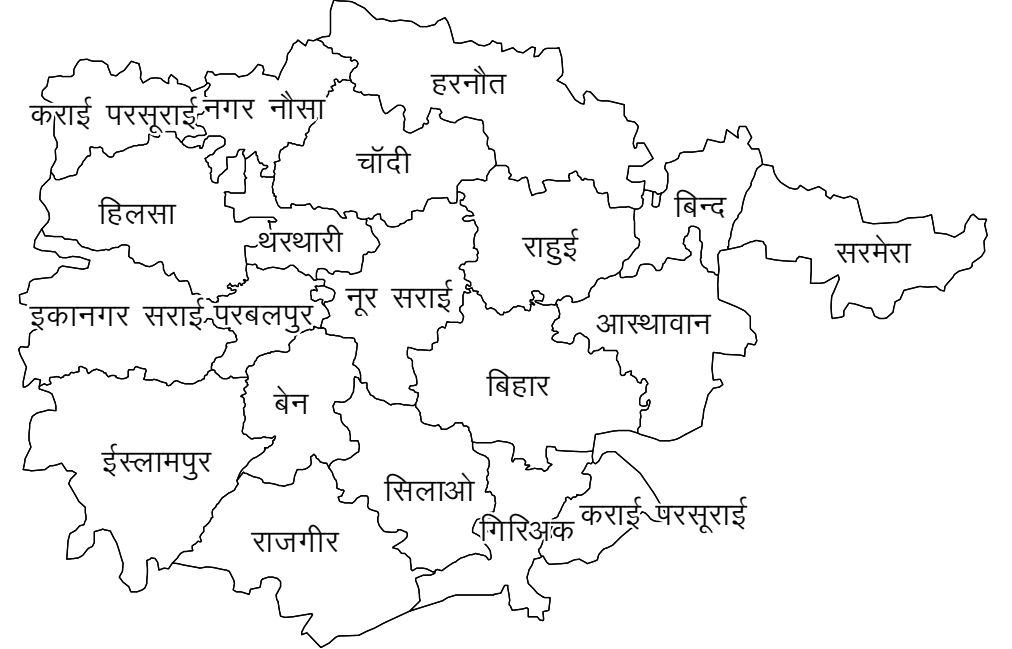 हरनौत
कराई परसूराई
नगर नौसा
चॉदी
हिलसा
बिन्द
थरथारी
राहुई
सरमेरा
इकानगर सराई
परबलपुर
नूर सराई
आस्थावान
बिहार
बेन
ईस्लामपुर
सिलाओ
गिरिअक
कराई परसूराई
राजगीर